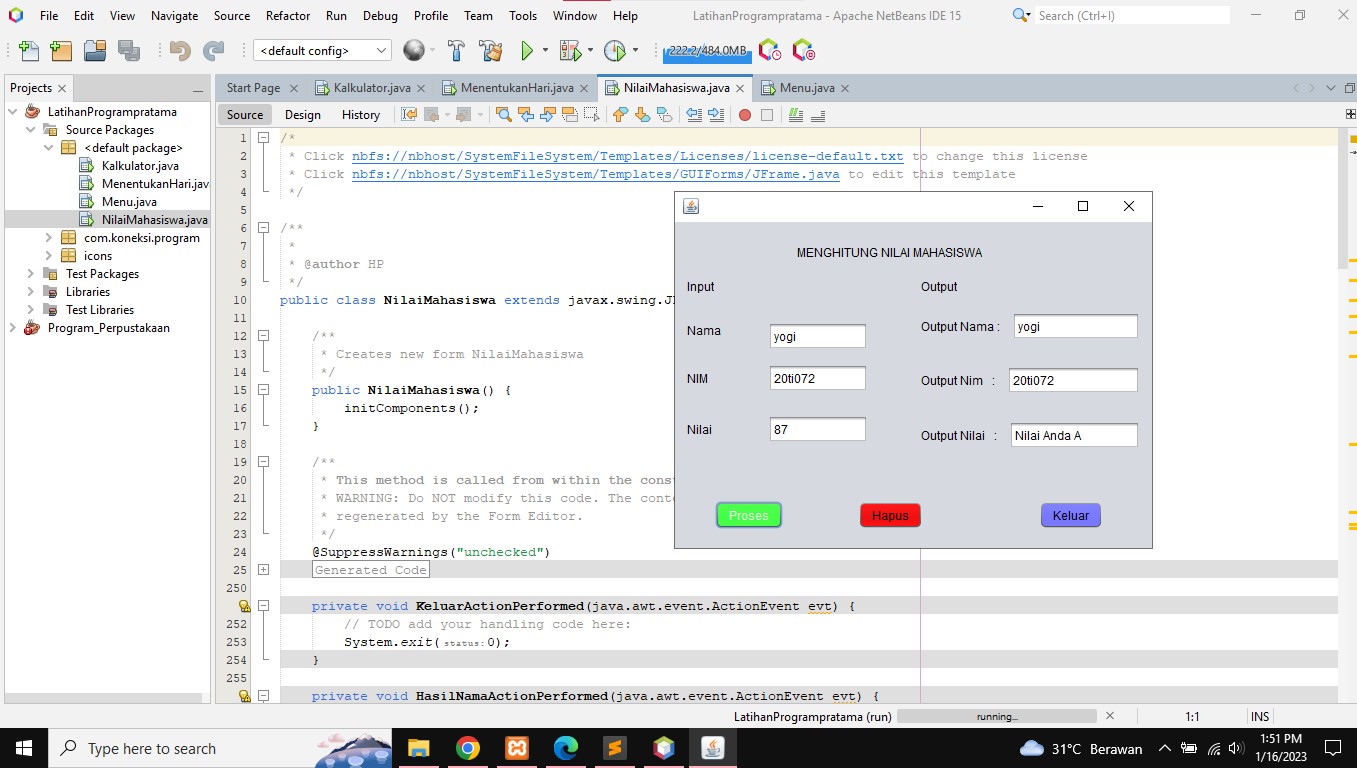 File Edit View Navigate Source Refactor Run Debug Profile Team Tools Window Help LatihanProgrampratama - Apache NetBeans IDE 15 Search (Ctrl+I)
<default config> 222.2/484.0MB
Projects Start Page Kalkulator.java MenentukanHari.java NilaiMahasiswa.java Menu.java
Source Design History
LatihanProgrampratama
Source Packages
<default package>
Kalkulator.java
MenentukanHari.jav
Menu.java
NilaiMahasiswa.java
com.koneksi.program
icons
Test Packages
Libraries
Test Libraries
Program_Perpustakaan
1 /*
2 * Click nbfs://nbhost/SystemFileSystem/Templates/Licenses/license-default.txt to change this license
3 * Click nbfs://nbhost/SystemFileSystem/Templates/GUIForms/JFrame.java to edit this template
4 */
5
6 /**
7 *
8 * @author HP
9 */
10 public class NilaiMahasiswa extends javax.swing.JF
11
12 /**
13 * Creates new form NilaiMahasiswa
14 */
15 public NilaiMahasiswa() {
16 initComponents();
17 }
18
19 /**
20 * This method is called from within the cons
21 * WARNING: Do NOT modify this code. The cont
22 * regenerated by the Form Editor.
23 */
24 @SuppressWarnings("unchecked")
25 Generated Code
250
private void KeluarActionPerformed(java.awt.event.ActionEvent evt) {
252 // TODO add your handling code here:
253 System.exit(status:0);
254 }
255
private void HasilNamaActionPerformed(java.awt.event.ActionEvent evt) {
MENGHITUNG NILAI MAHASISWA
Input Output
Nama yogi Output Nama : yogi
NIM 20ti072 Output Nim : 20ti072
Nilai 87 Output Nilai : Nilai Anda A
Proses Hapus Keluar
LatihanProgrampratama (run) running... 1:1 INS
Type here to search 31°C Berawan 1:51 PM
1/16/2023